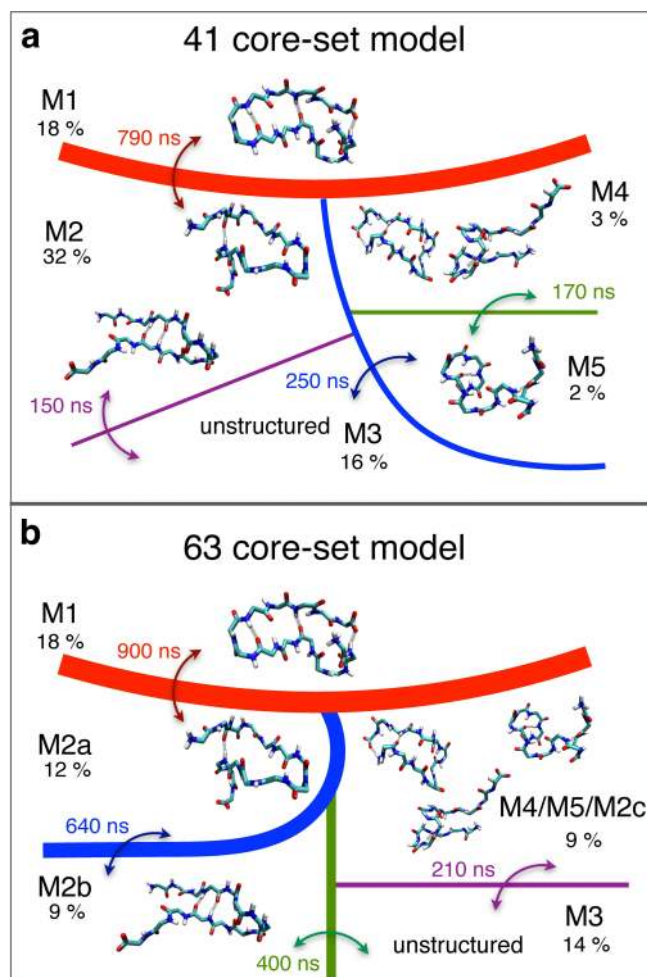 a
41 core-set model
M1
18 %
790 ns
M2
32 %
M4
3 %
170 ns
M5
2 %
250 ns
150 ns
unstructured
M3
16 %
b
63 core-set model
M1
18 %
900 ns
M2a
12 %
640 ns
M4/M5/M2c
9 %
M2b
9 %
210 ns
M3
14 %
unstructured
400 ns